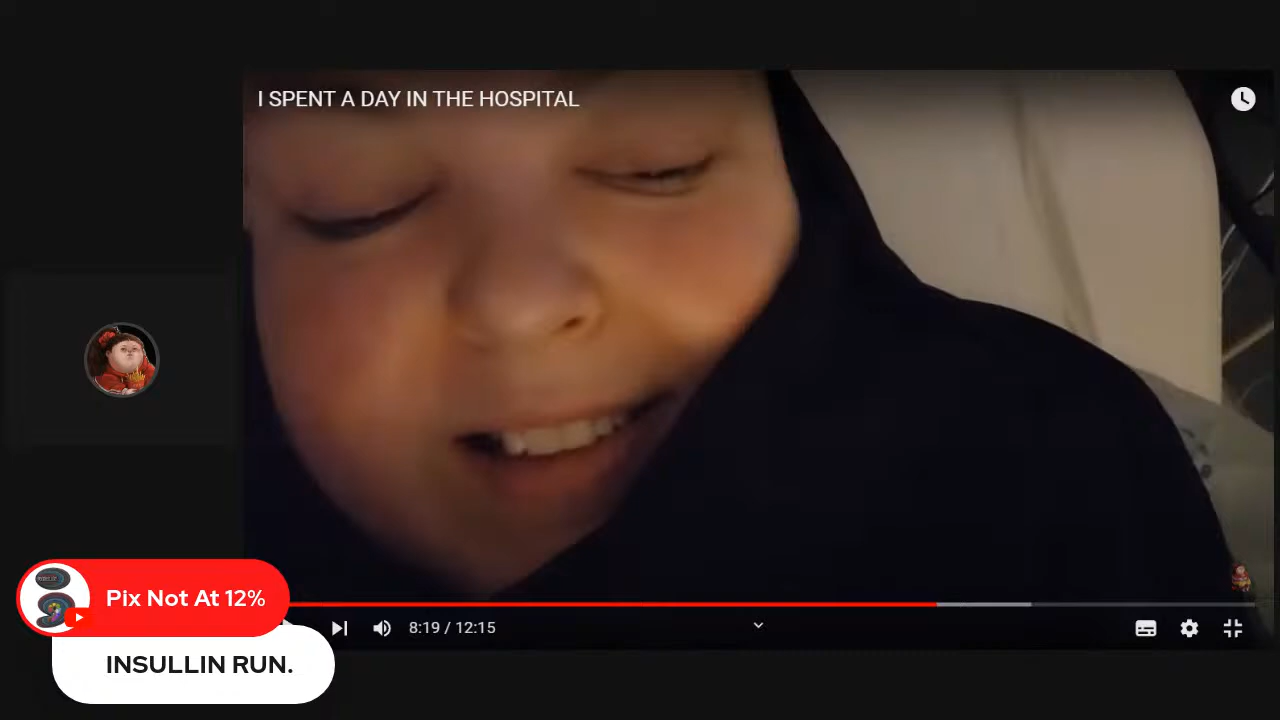 I SPENT A DAY IN THE HOSPITAL
Pix Not At 12%
8:19 / 12:15
INSULLIN RUN.